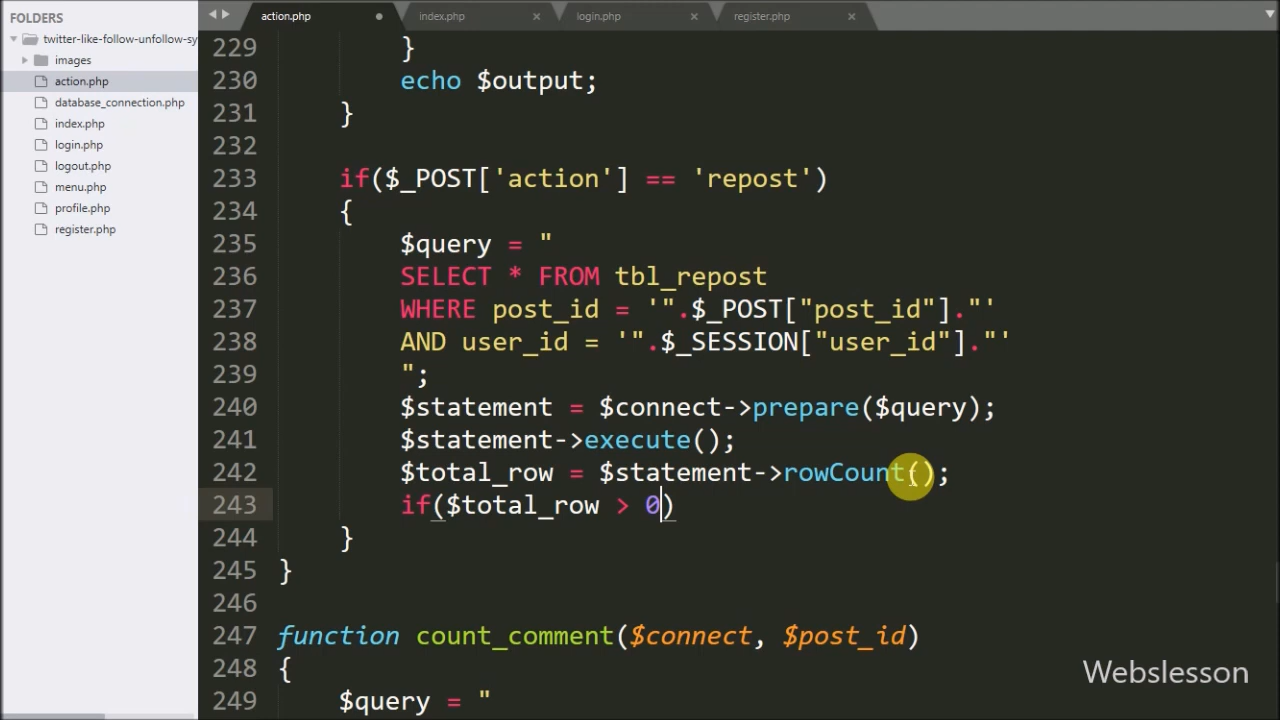 FOLDERS
twitter-like-follow-unfollow-sy
images
action.php
database_connection.php
index.php
login.php
logout.php
menu.php
profile.php
register.php
action.php index.php login.php register.php
229 }
230 echo $output;
231 }
232
233 if($_POST['action'] == 'repost')
234 {
235 $query = "
236 SELECT * FROM tbl_repost
237 WHERE post_id = '".$_POST["post_id"]."'
238 AND user_id = '".$_SESSION["user_id"]."'
239 ";
240 $statement = $connect->prepare($query);
241 $statement->execute();
242 $total_row = $statement->rowCount();
243 if($total_row > 0)
244 }
245 }
246
247 function count_comment($connect, $post_id)
248 {
249 $query = "
Webslesson